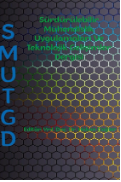 S
M
U
T
G
D
Sürdürülebilir
Mühendislik
Uygulamaları ve
Teknolojik Gelişmeler
Dergisi